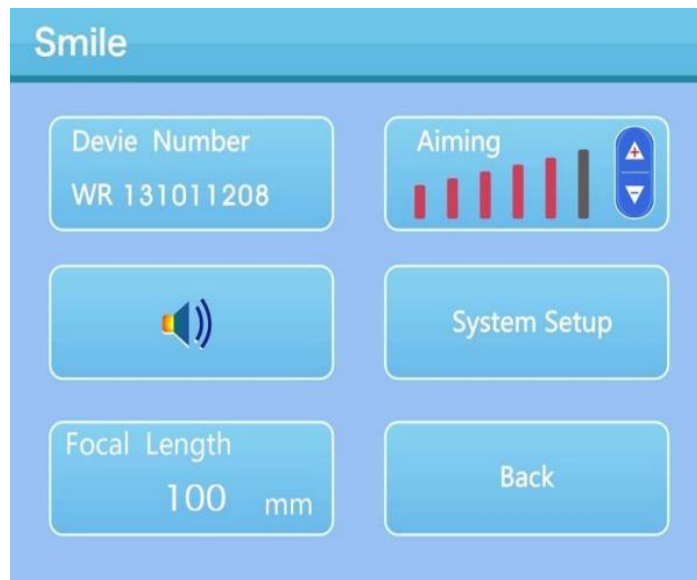 Smile
Devie Number
WR 131011208
Aiming
System Setup
Focal Length
100 mm
Back